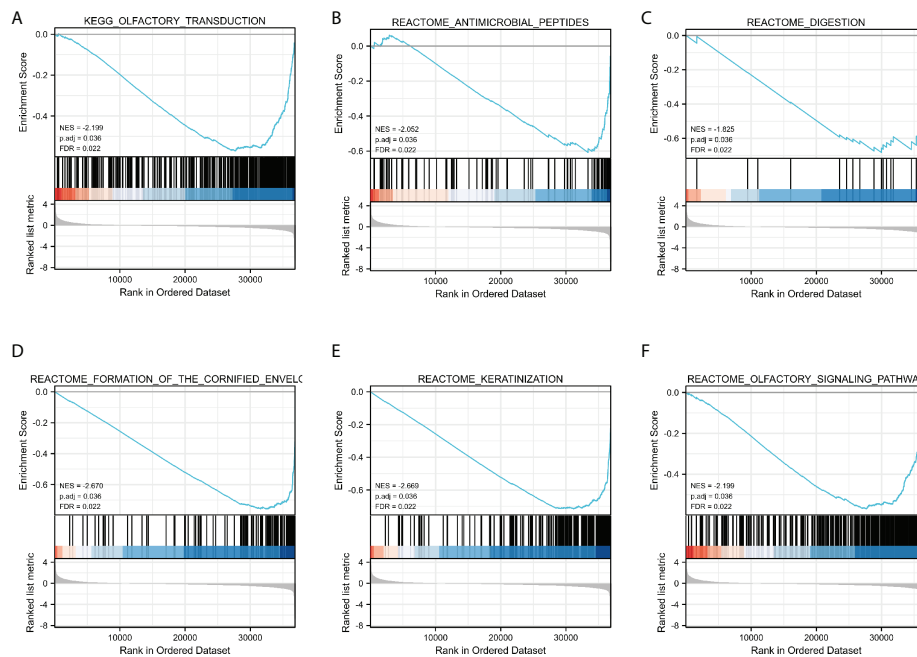 A
KEGG_OLFACTORY_TRANSDUCTION
0.0
-0.2
-0.4
Enrichment Score
NES = -2.199
p.adj = 0.036
FDR = 0.022
4
0
-4
-8
Ranked list metric
10000 20000 30000
Rank in Ordered Dataset
B
REACTOME_ANTIMICROBIAL_PEPTIDES
0.0
-0.2
-0.4
-0.6
Enrichment Score
NES = -2.052
p.adj = 0.036
FDR = 0.022
4
0
-4
-8
Ranked list metric
10000 20000 30000
Rank in Ordered Dataset
C
REACTOME_DIGESTION
0.0
-0.2
-0.4
-0.6
Enrichment Score
NES = -1.825
p.adj = 0.036
FDR = 0.022
4
0
-4
-8
Ranked list metric
10000 20000 30000
Rank in Ordered Dataset
D
REACTOME_FORMATION_OF_THE_CORNIFIED_ENVELO
0.0
-0.2
-0.4
-0.6
Enrichment Score
NES = -2.670
p.adj = 0.036
FDR = 0.022
4
0
-4
-8
Ranked list metric
10000 20000 30000
Rank in Ordered Dataset
E
REACTOME_KERATINIZATION
0.0
-0.2
-0.4
-0.6
Enrichment Score
NES = -2.669
p.adj = 0.036
FDR = 0.022
4
0
-4
-8
Ranked list metric
10000 20000 30000
Rank in Ordered Dataset
F
REACTOME_OLFACTORY_SIGNALING_PATHWA
0.0
-0.2
-0.4
Enrichment Score
NES = -2.199
p.adj = 0.036
FDR = 0.022
4
0
-4
-8
Ranked list metric
10000 20000 30000
Rank in Ordered Dataset